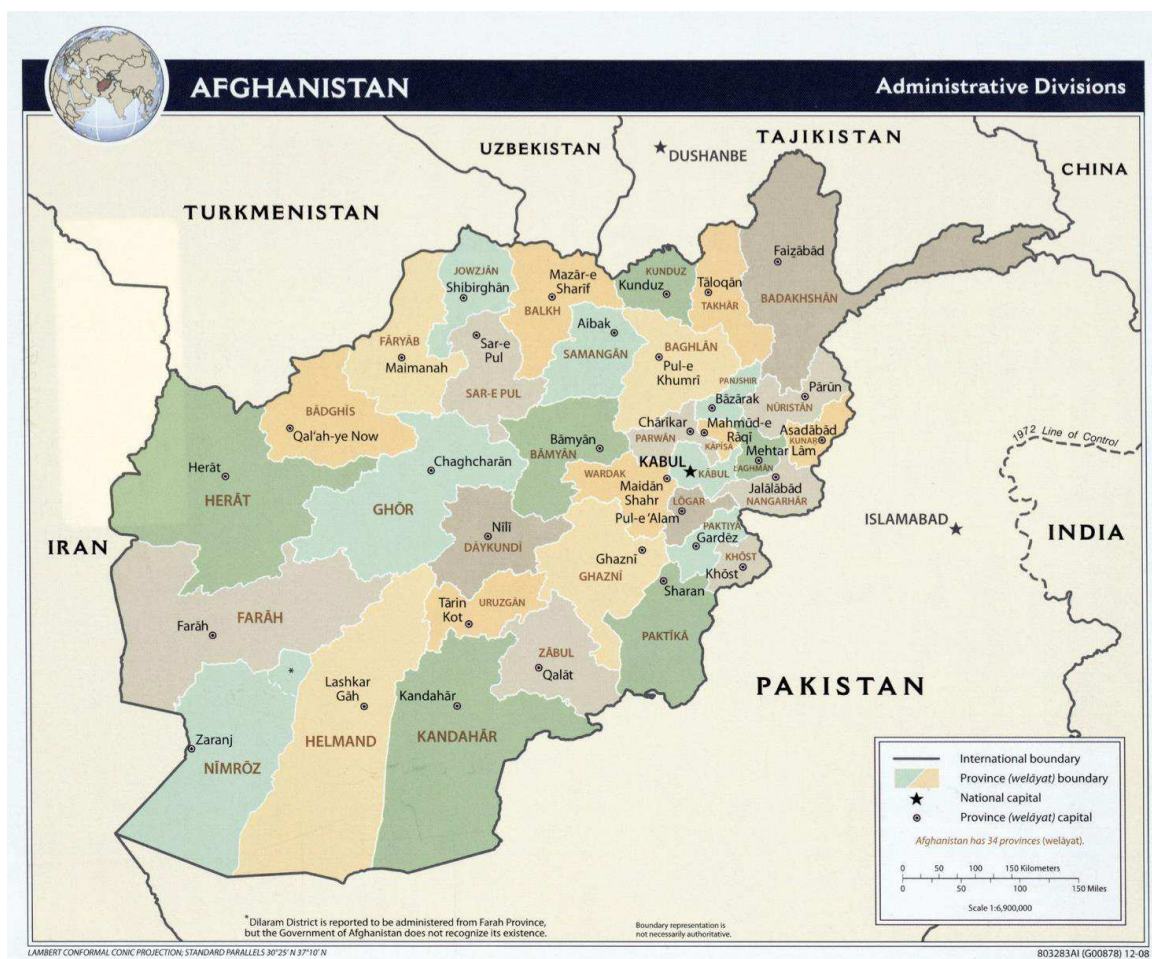 AFGHANISTAN
Administrative Divisions
UZBEKISTAN
DUSHANBE
TAJIKISTAN
CHINA
TURKMENISTAN
Faiẕābād
JOWZJĀN
Shibirghān
Mazār-e
Sharīf
BALKH
KUNDUZ
Kunduz
Tāloqān
TAKHĀR
BADAKHSHĀN
Aibak
SAMANGĀN
FĀRYĀB
Maimanah
Sar-e
Pul
SAR-E PUL
BAGHLĀN
Pul-e
Khumrī
PANJSHIR
Bāzārak
Pārūn
NŪRISTĀN
BĀDGHĪS
Qal‘ah-ye Now
Chārīkar
PARWĀN
Mahmūd-e
Rāqī
KĀPĪSĀ
Asadābād
KUNAR
1972 Line of Control
Herāt
HERĀT
Chaghcharān
GHŌR
Bāmyān
BĀMYĀN
WARDAK
KABUL
KĀBUL
Mehtar Lām
LAGHMĀN
Maidān
Shahr
Jalālābād
NANGARHĀR
LŌGAR
Pul-e ‘Alam
ISLAMABAD
INDIA
IRAN
Nīlī
DĀYKUNDĪ
PAKTIYĀ
Gardēz
Ghaznī
GHAZNĪ
KHŌST
Khōst
Sharan
FARĀH
Farāh
Tārin
Kot
URUZGĀN
PAKTĪKĀ
ZĀBUL
Qalāt
*
Lashkar
Gāh
Kandahār
PAKISTAN
Zaranj
NĪMRŌZ
HELMAND
KANDAHĀR
International boundary
Province (welāyat) boundary
National capital
Province (welāyat) capital
Afghanistan has 34 provinces (welāyat).
0 50 100 150 Kilometers
0 50 100 150 Miles
Scale 1:6,900,000
*Dilaram District is reported to be administered from Farah Province,
but the Government of Afghanistan does not recognize its existence.
Boundary representation is
not necessarily authoritative.
LAMBERT CONFORMAL CONIC PROJECTION; STANDARD PARALLELS 30°25' N 37°10' N
803283AI (G00878) 12-08